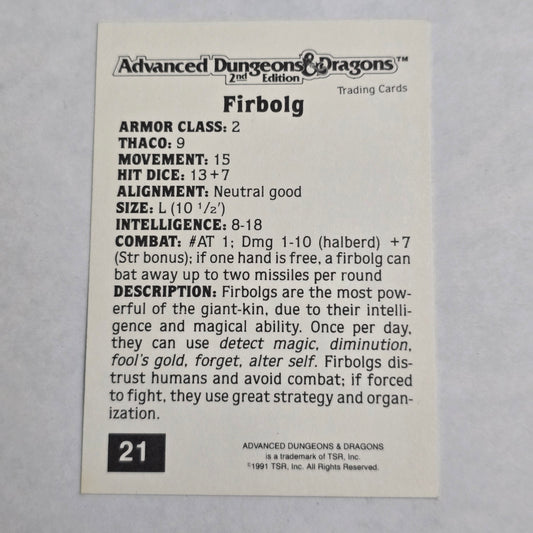 Advanced Dungeons & Dragons™
2nd Edition
Trading Cards
Firbolg
ARMOR CLASS: 2
THACO: 9
MOVEMENT: 15
HIT DICE: 13+7
ALIGNMENT: Neutral good
SIZE: L (10 1/2')
INTELLIGENCE: 8-18
COMBAT: #AT 1; Dmg 1-10 (halberd) +7
(Str bonus); if one hand is free, a firbolg can
bat away up to two missiles per round
DESCRIPTION: Firbolgs are the most pow-
erful of the giant-kin, due to their intelli-
gence and magical ability. Once per day,
they can use detect magic, diminution,
fool's gold, forget, alter self. Firbolgs dis-
trust humans and avoid combat; if forced
to fight, they use great strategy and organ-
ization.
21
ADVANCED DUNGEONS & DRAGONS
is a trademark of TSR, Inc.
©1991 TSR, Inc. All Rights Reserved.